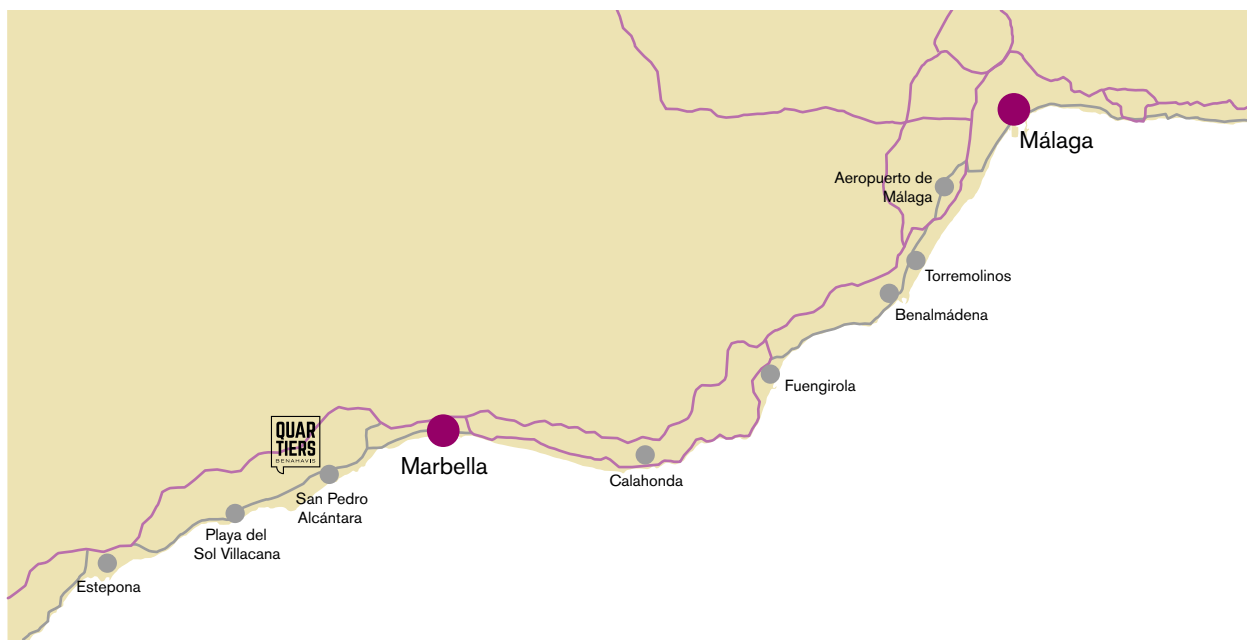 Málaga
Aeropuerto de
Málaga
Torremolinos
Benalmádena
Fuengirola
QUAR
TIERS
BENAHAVÍS
Marbella
Calahonda
San Pedro
Alcántara
Playa del
Sol Villacana
Estepona